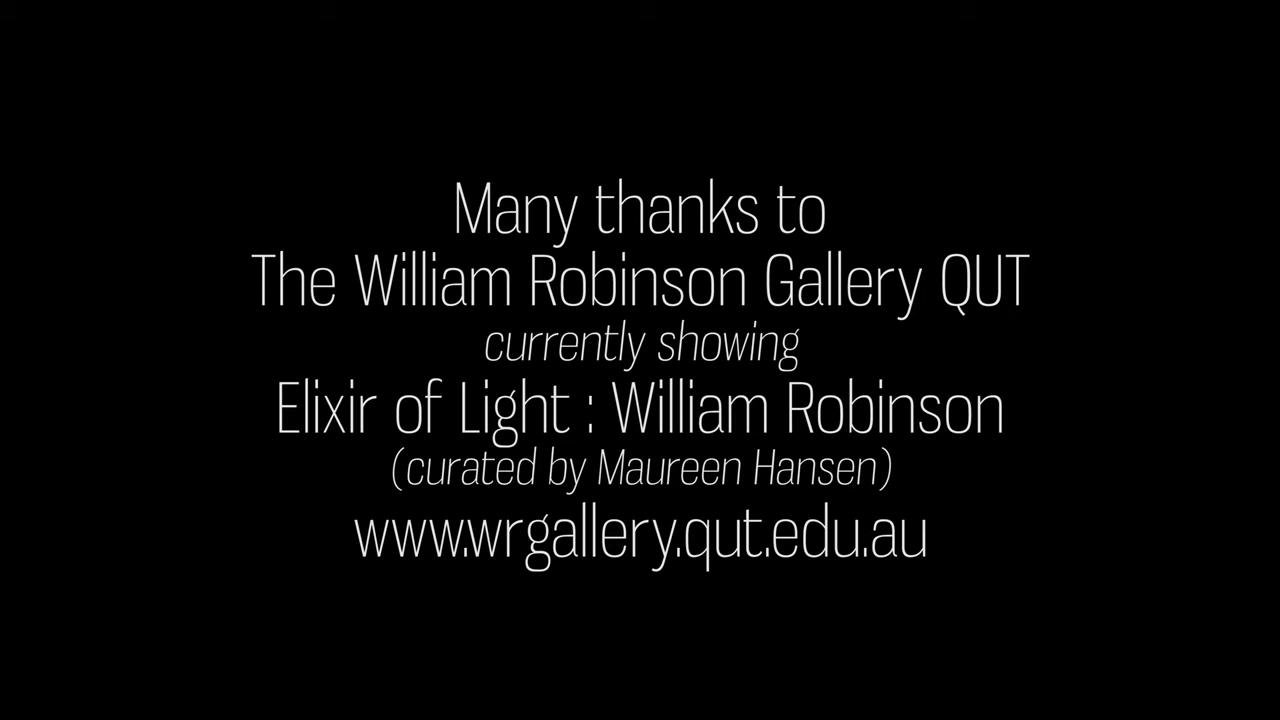 Many thanks to
The William Robinson Gallery QUT
currently showing
Elixir of Light : William Robinson
(curated by Maureen Hansen)
www.wrgallery.qut.edu.au